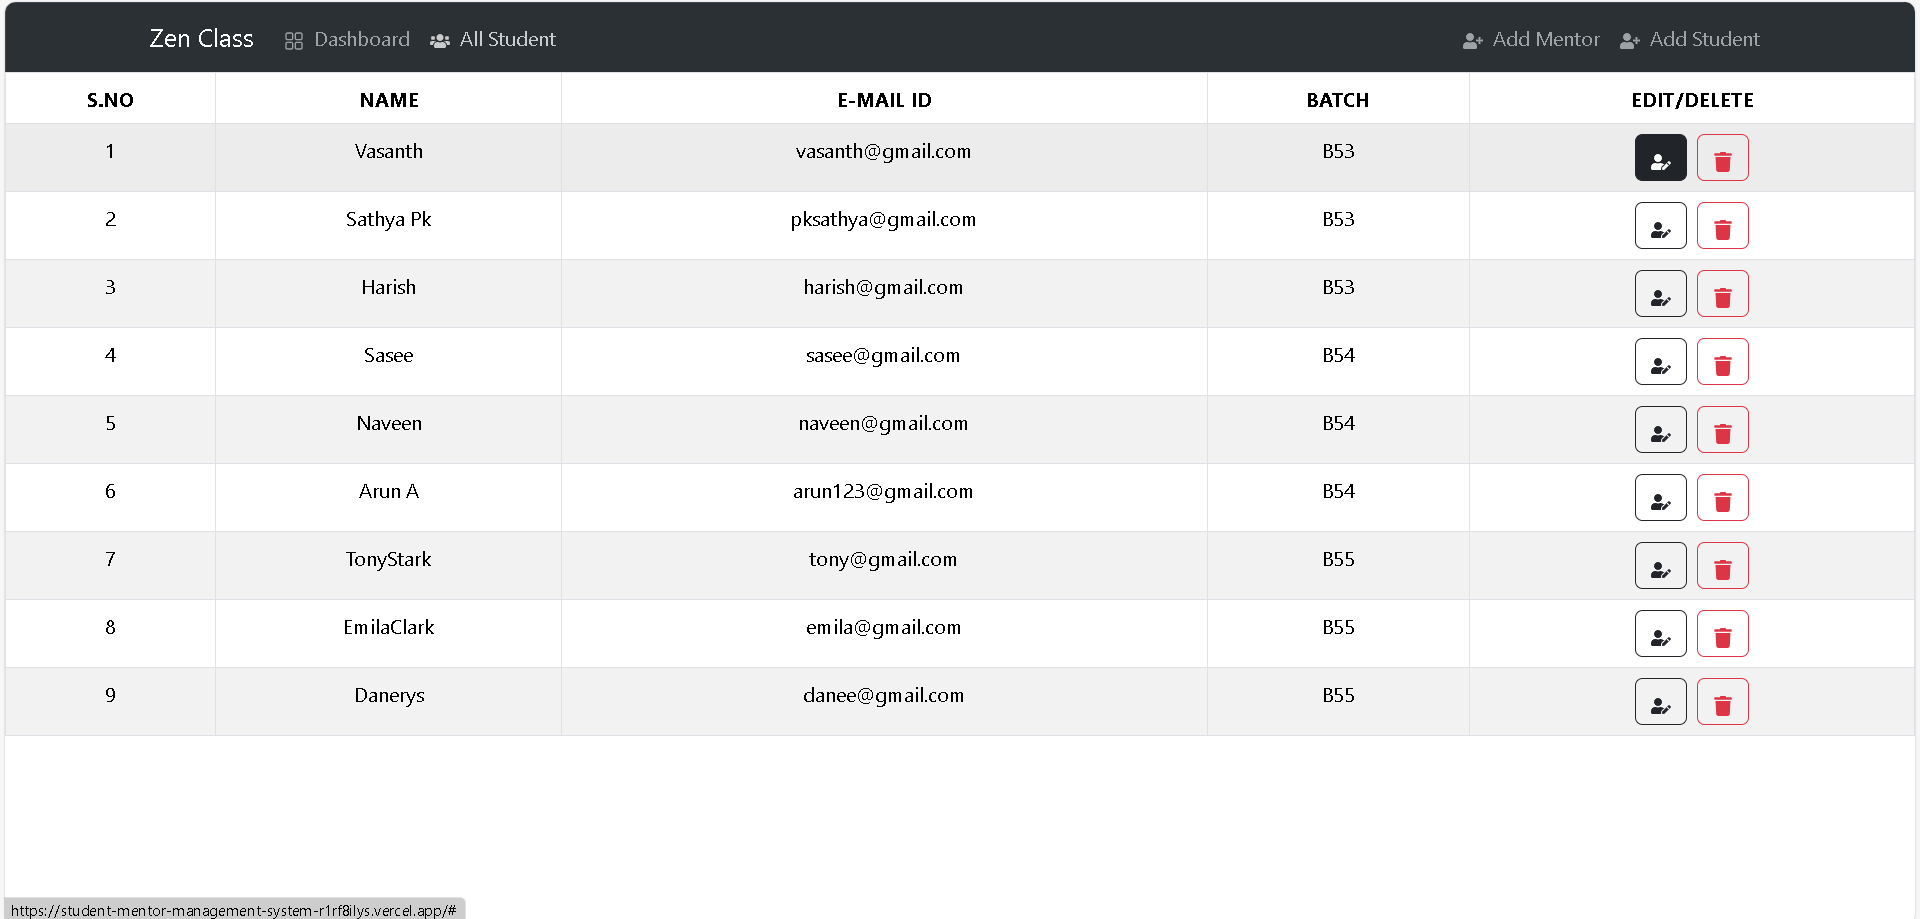 Zen Class Dashboard All Student Add Mentor Add Student
S.NO NAME E-MAIL ID BATCH EDIT/DELETE
1 Vasanth vasanth@gmail.com B53
2 Sathya Pk pksathya@gmail.com B53
3 Harish harish@gmail.com B53
4 Sasee sasee@gmail.com B54
5 Naveen naveen@gmail.com B54
6 Arun A arun123@gmail.com B54
7 TonyStark tony@gmail.com B55
8 EmilaClark emila@gmail.com B55
9 Danerys danee@gmail.com B55
https://student-mentor-management-system-r1rf8ilys.vercel.app/#